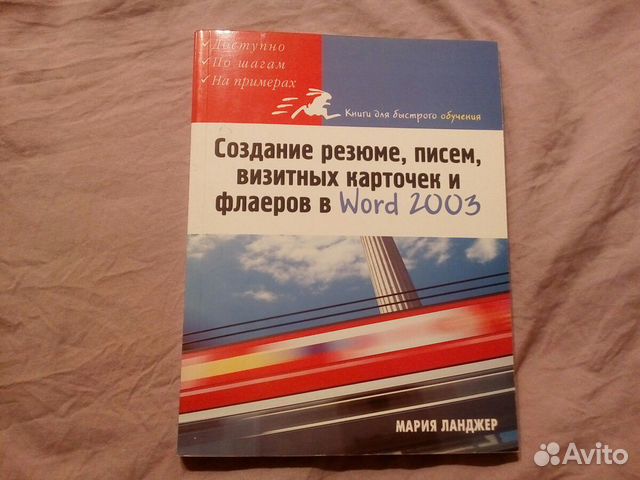 ✓ Доступно
✓ По шагам
✓ На примерах
Книги для быстрого обучения
Создание резюме, писем,
визитных карточек и
флаеров в Word 2003
МАРИЯ ЛАНДЖЕР
Avito